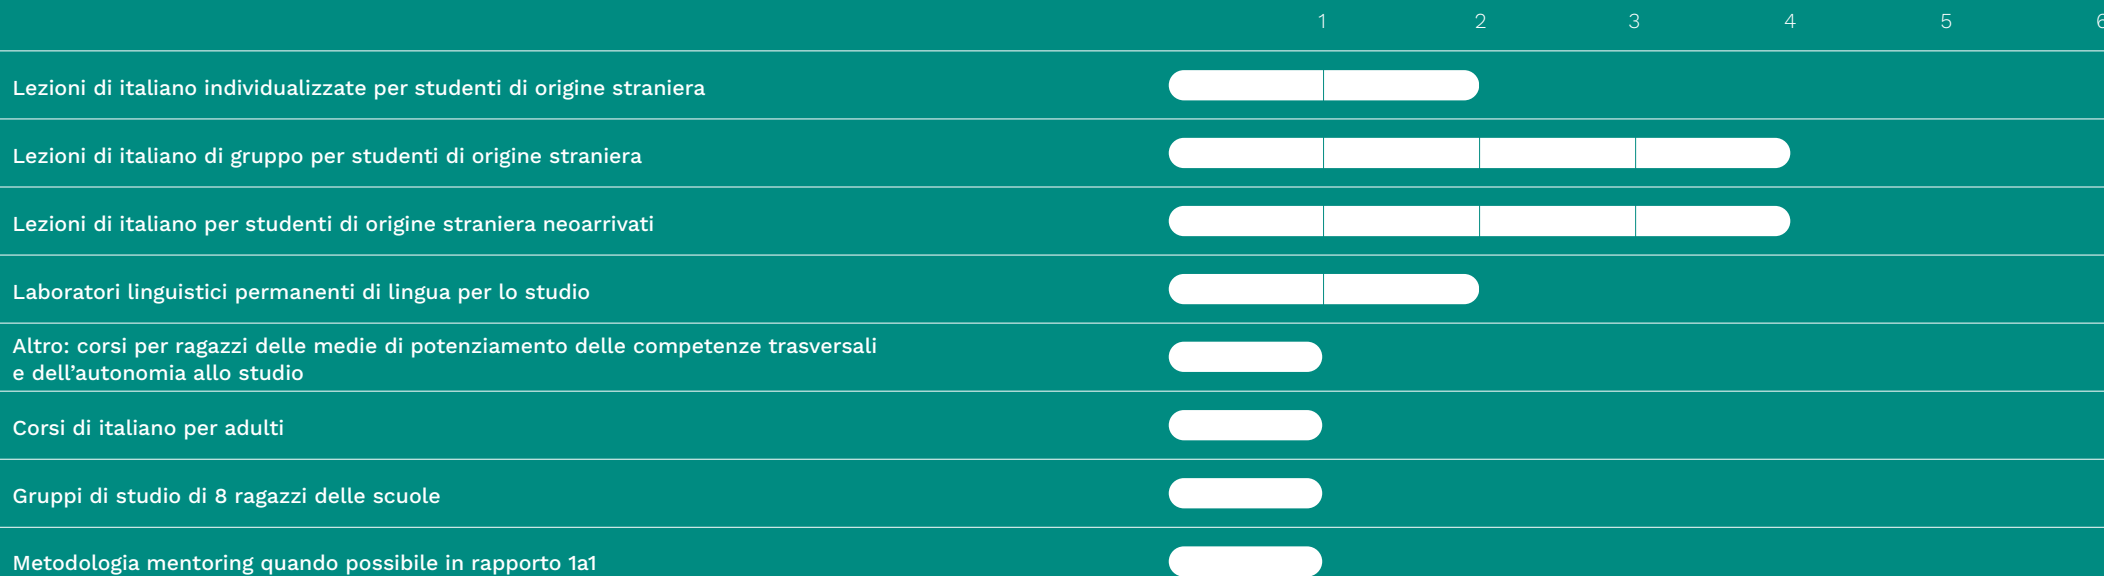 1 2 3 4 5 6
Lezioni di italiano individualizzate per studenti di origine straniera
Lezioni di italiano di gruppo per studenti di origine straniera
Lezioni di italiano per studenti di origine straniera neoarrivati
Laboratori linguistici permanenti di lingua per lo studio
Altro: corsi per ragazzi delle medie di potenziamento delle competenze trasversali
e dell’autonomia allo studio
Corsi di italiano per adulti
Gruppi di studio di 8 ragazzi delle scuole
Metodologia mentoring quando possibile in rapporto 1a1